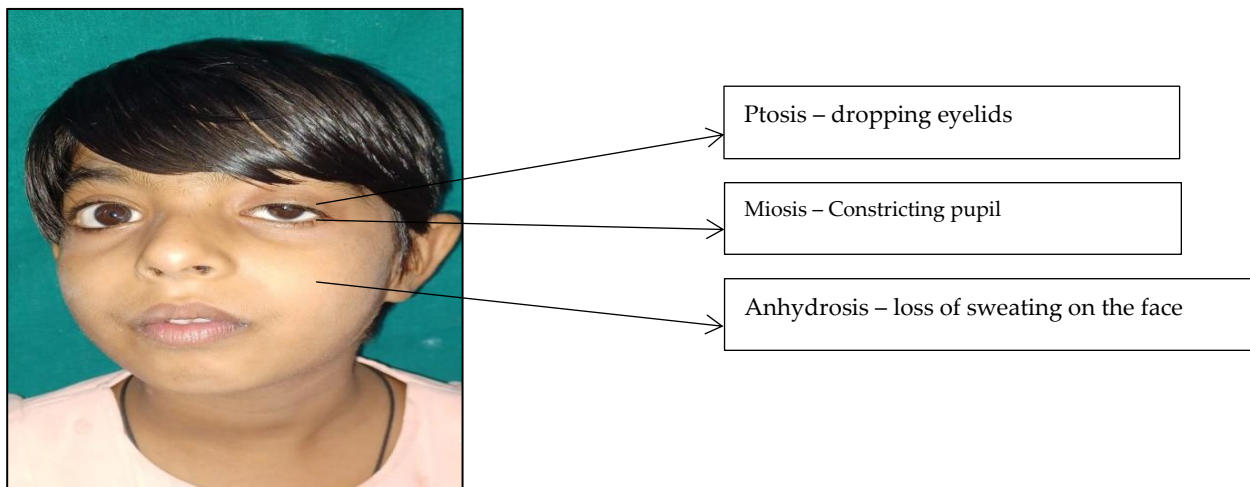 Ptosis – dropping eyelids
Miosis – Constricting pupil
Anhydrosis – loss of sweating on the face